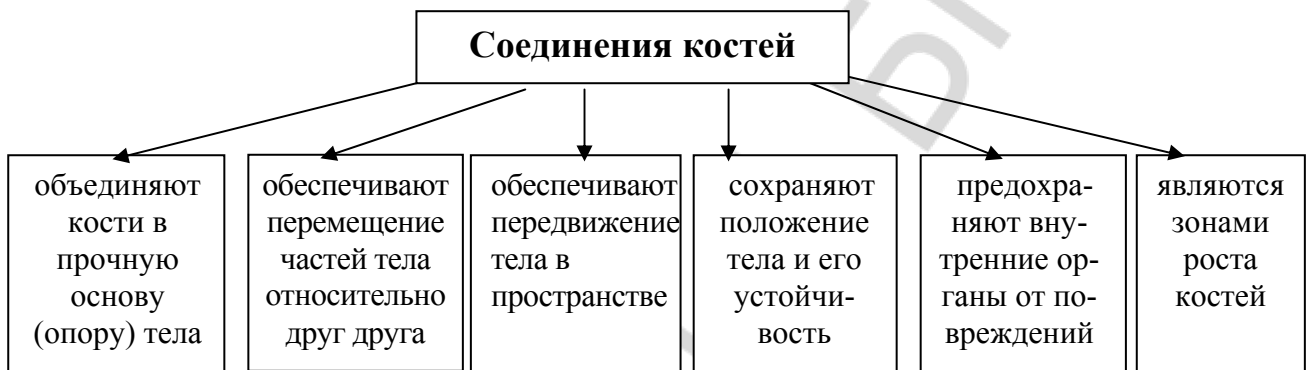 Соединения костей
объединяют
кости в
прочную
основу
(опору) тела
обеспечивают
перемещение
частей тела
относительно
друг друга
обеспечивают
передвижение
тела в
пространстве
сохраняют
положение
тела и его
устойчи-
вость
предохра-
няют вну-
тренние ор-
ганы от по-
вреждений
являются
зонами
роста
костей